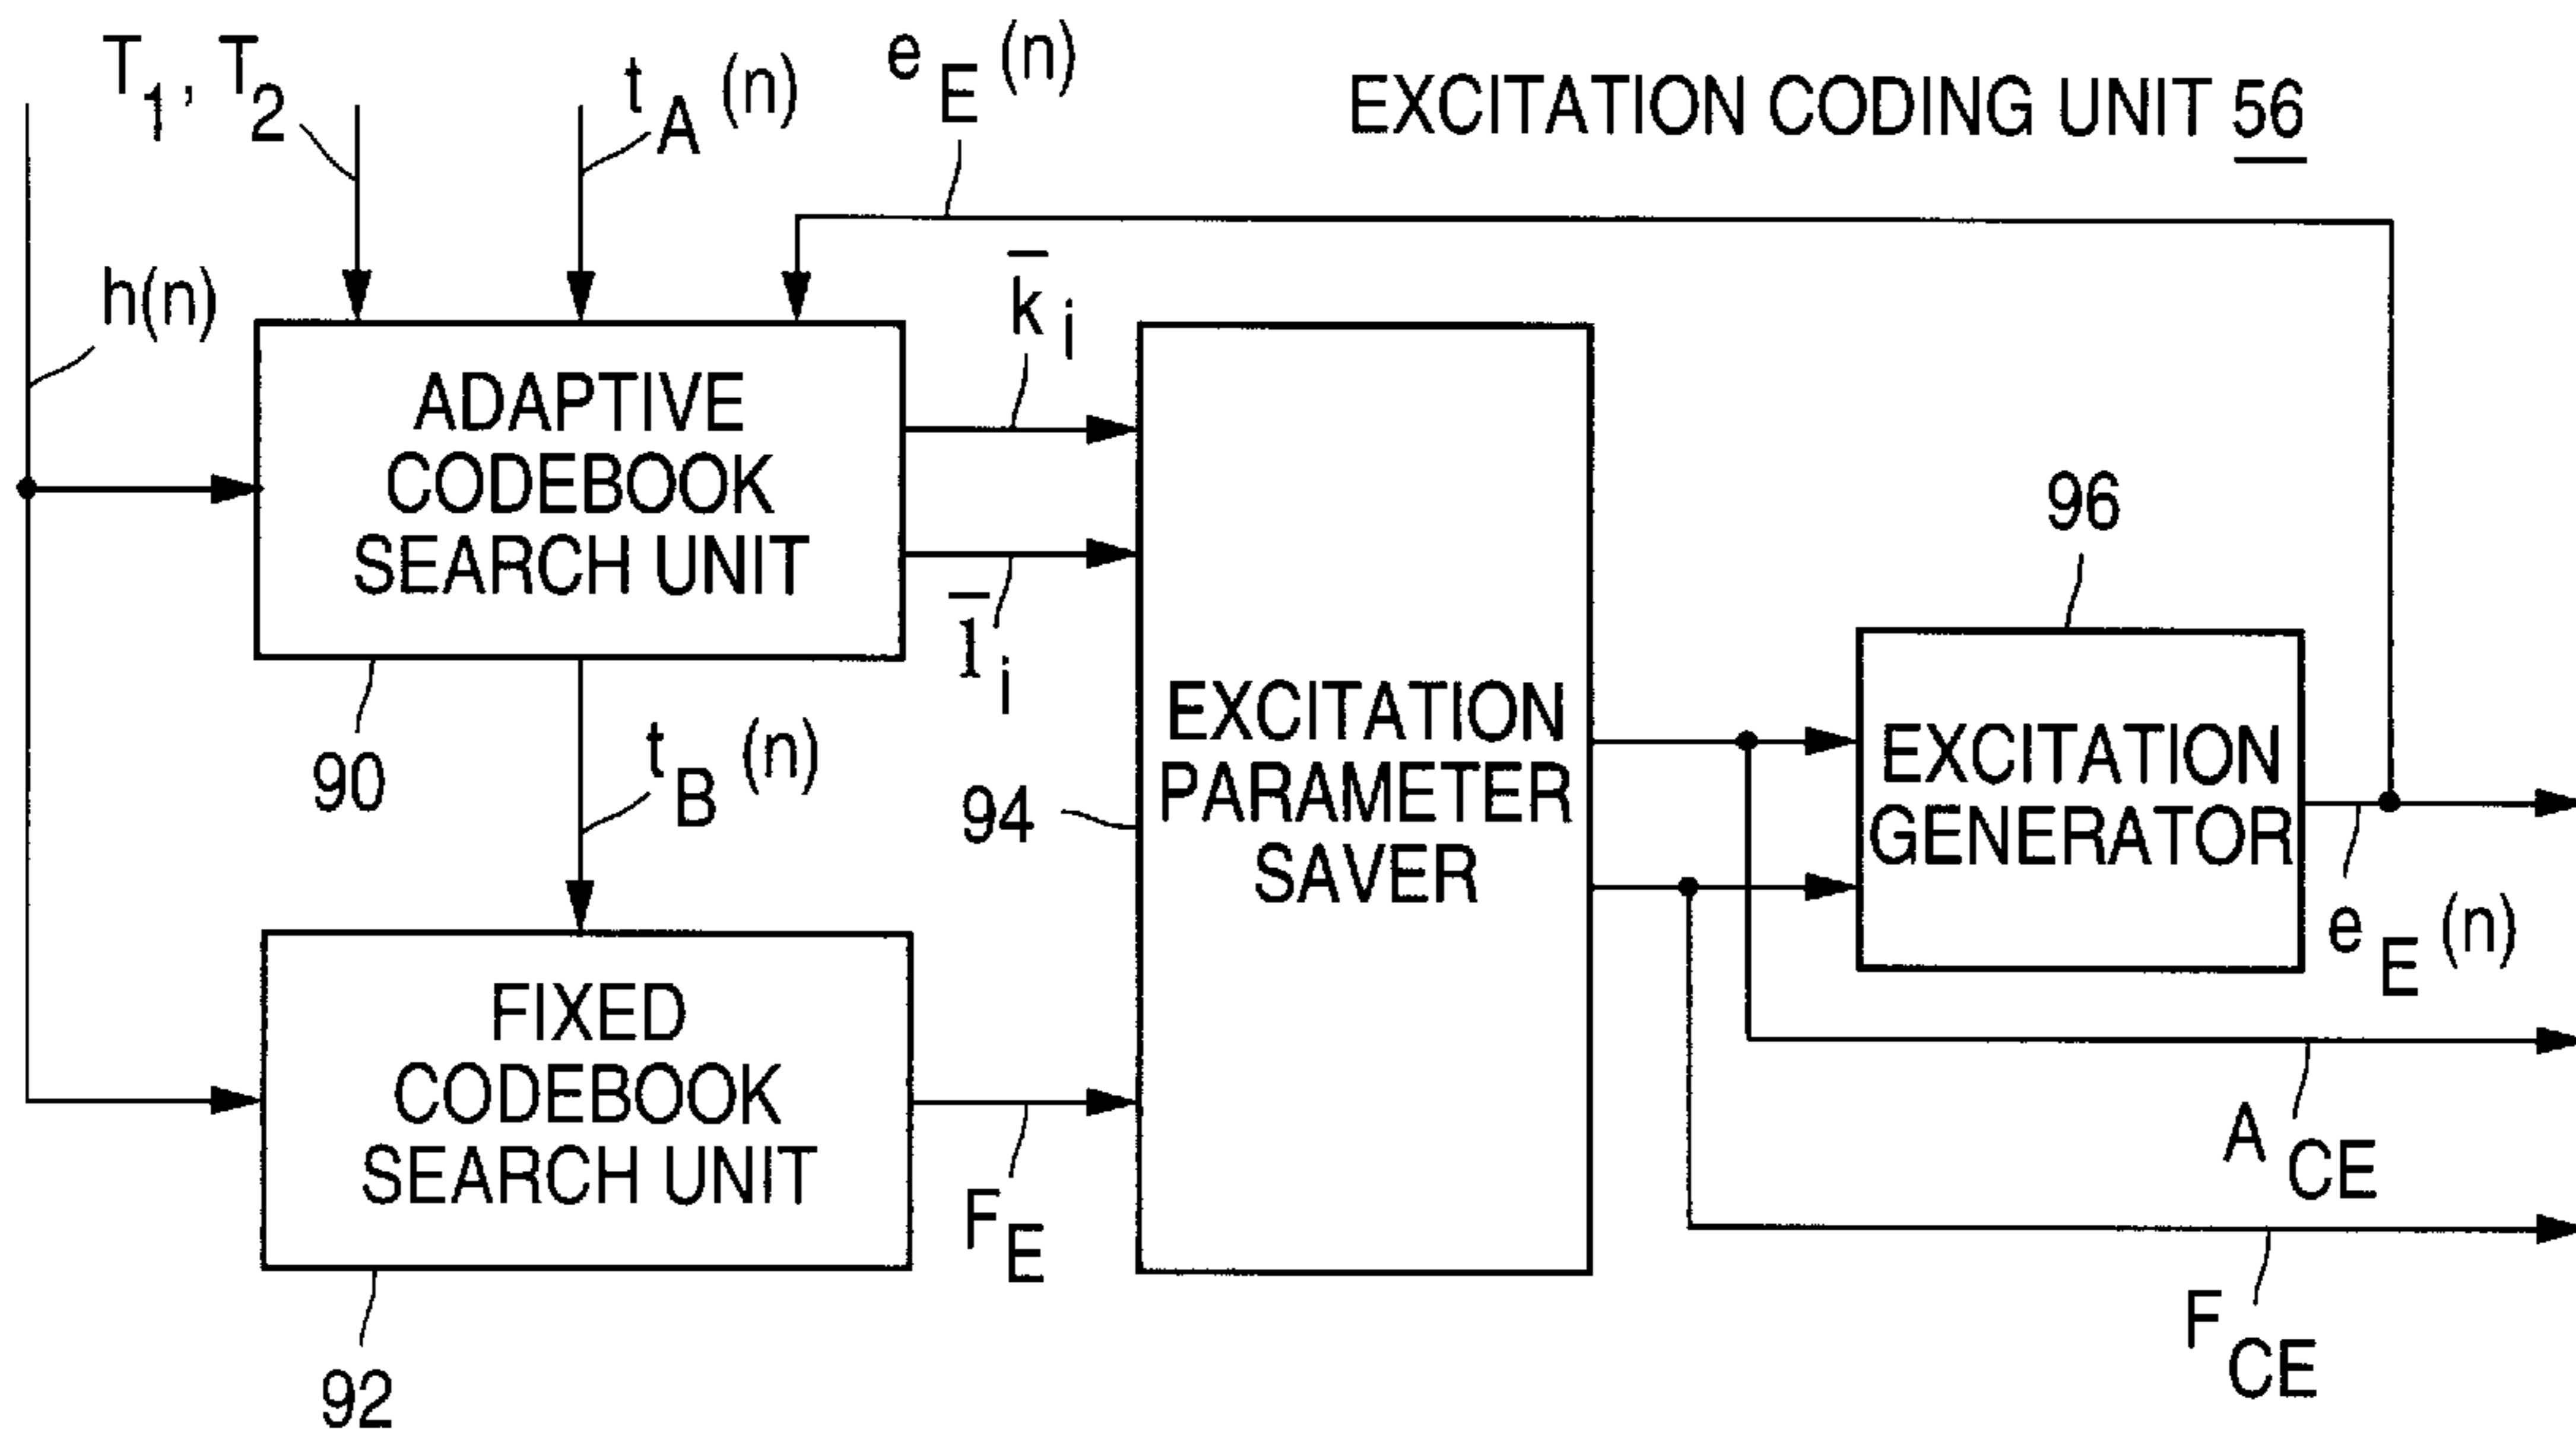 T1, T2
tA(n)
eE(n)
EXCITATION CODING UNIT 56
h(n)
k̄i
l̄i
ADAPTIVE
CODEBOOK
SEARCH UNIT
90
tB(n)
94
EXCITATION
PARAMETER
SAVER
96
EXCITATION
GENERATOR
eE(n)
FIXED
CODEBOOK
SEARCH UNIT
92
FE
ACE
FCE